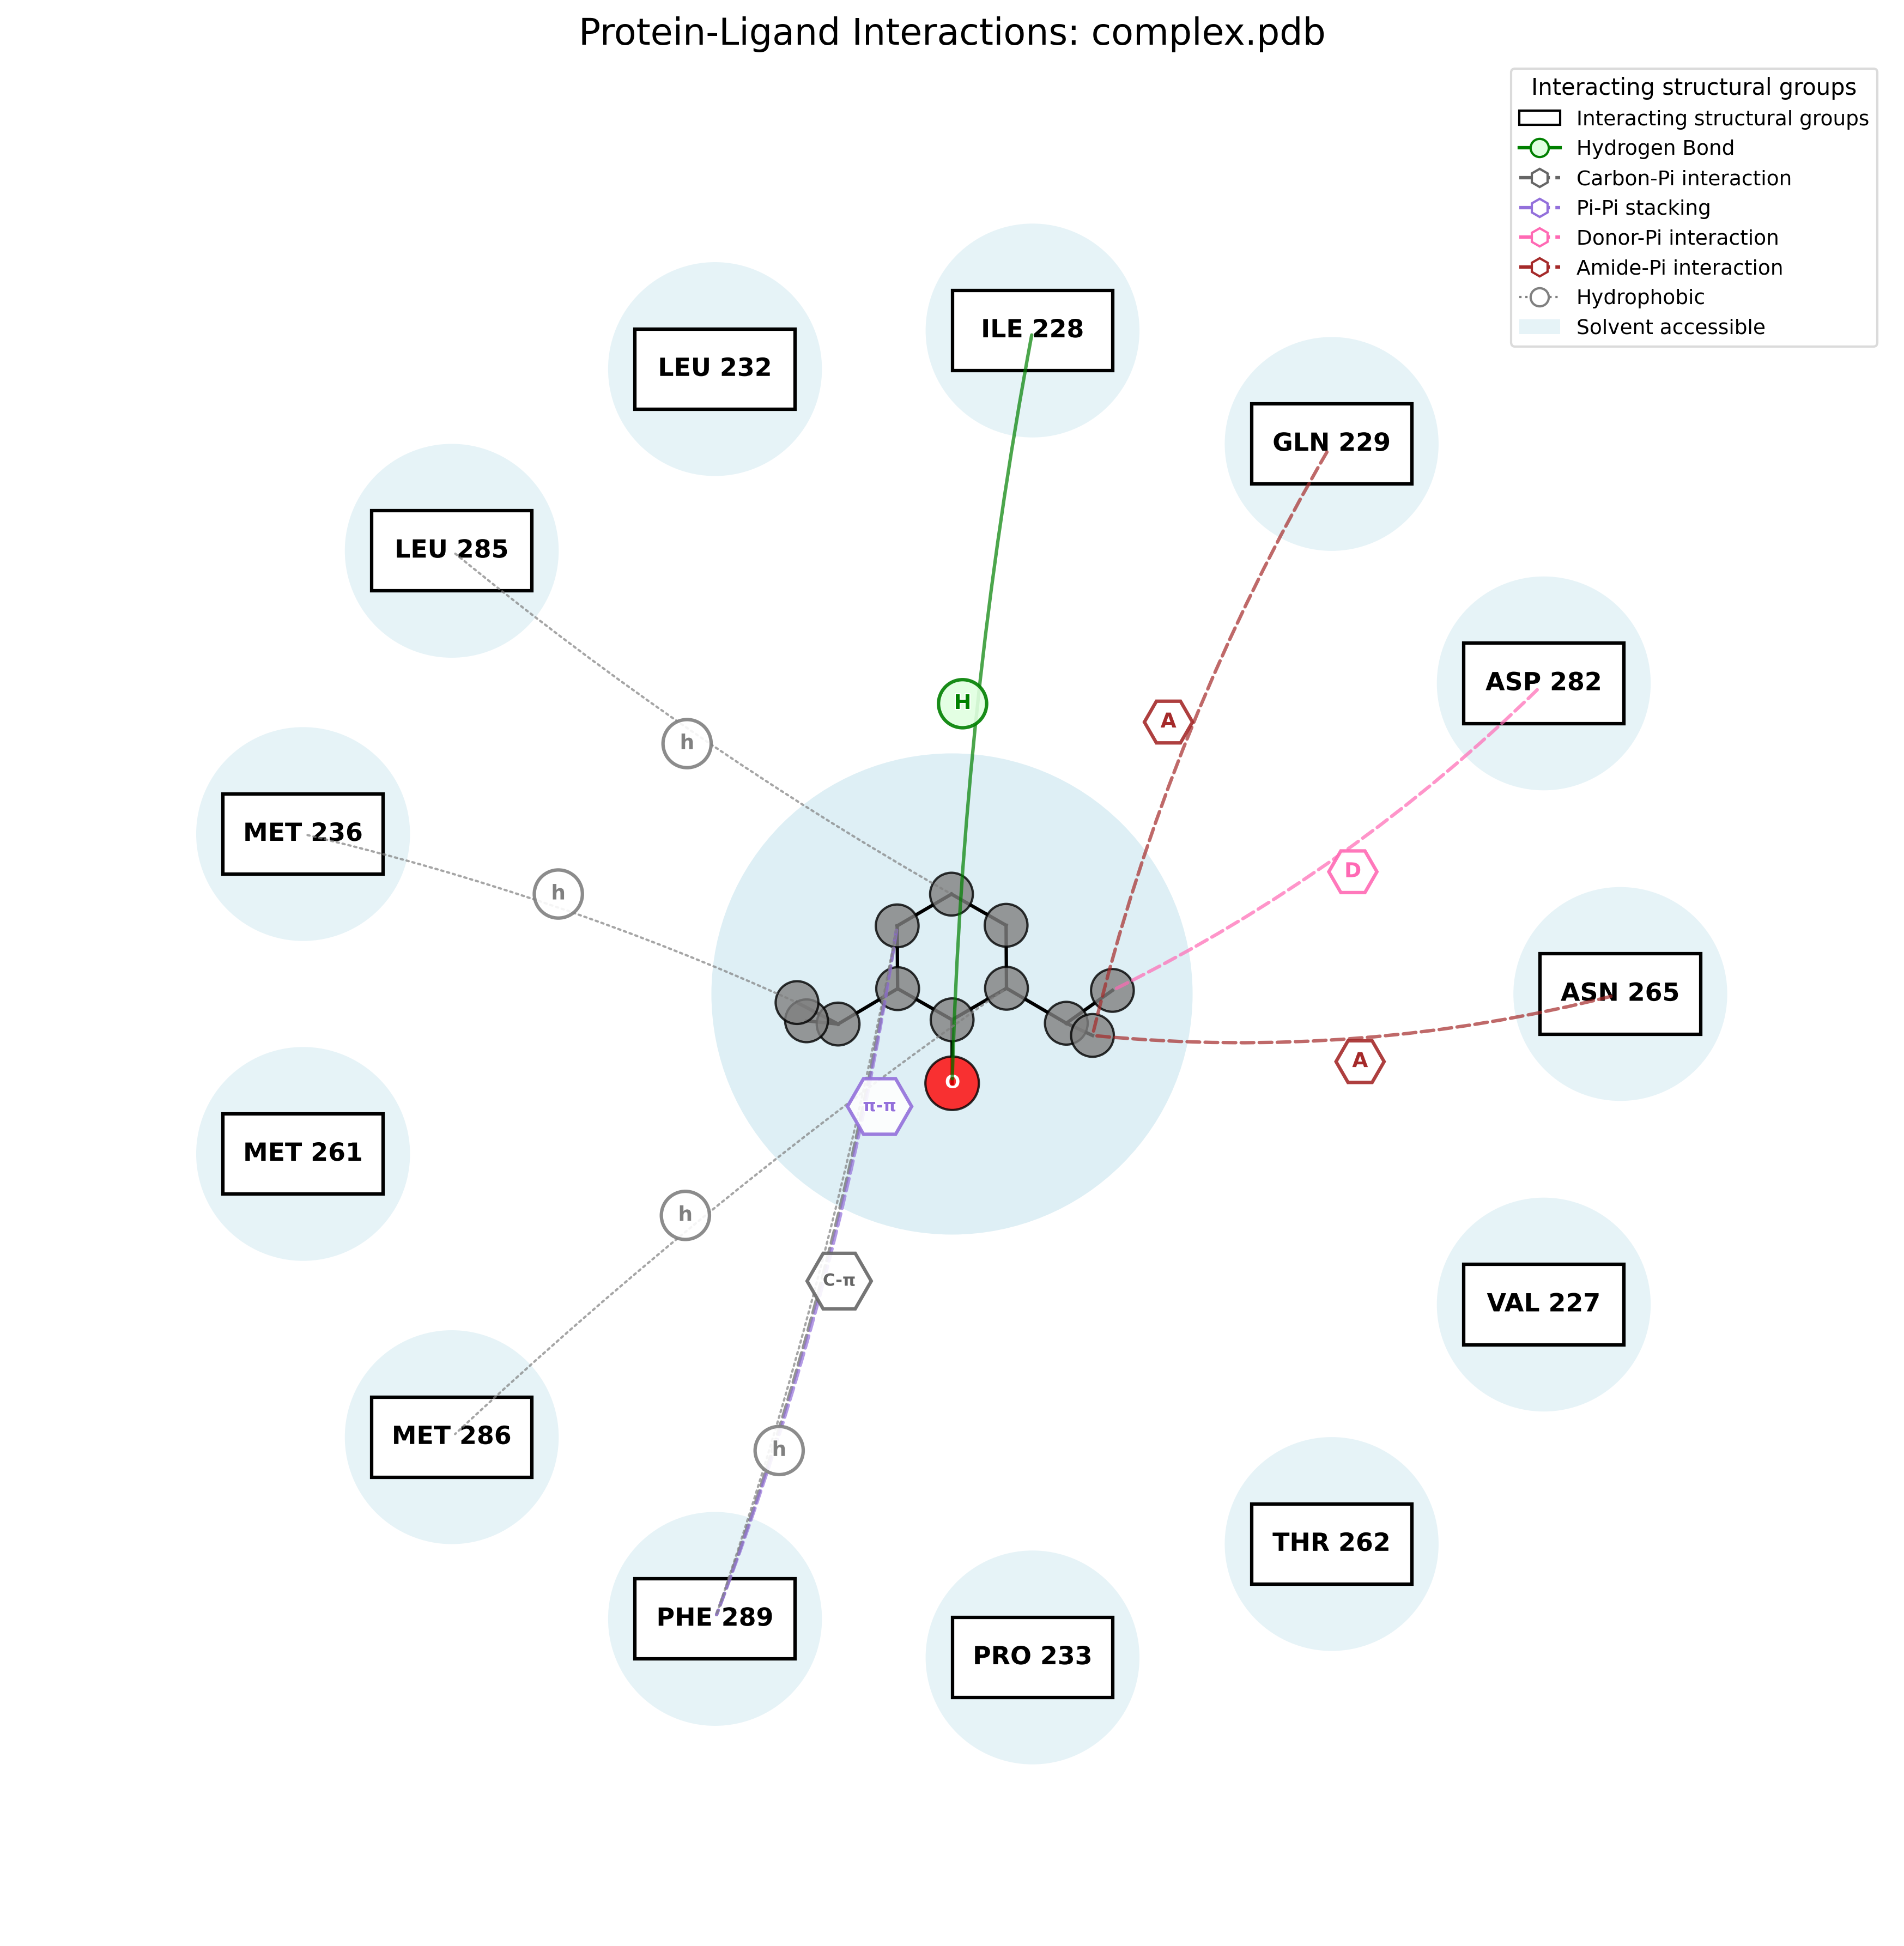 Protein-Ligand Interactions: complex.pdb
Interacting structural groups
Interacting structural groups
Hydrogen Bond
Carbon-Pi interaction
Pi-Pi stacking
Donor-Pi interaction
Amide-Pi interaction
Hydrophobic
Solvent accessible
ILE 228
LEU 232
GLN 229
LEU 285
ASP 282
H
A
h
MET 236
D
h
ASN 265
A
O
π-π
MET 261
h
C-π
VAL 227
MET 286
h
THR 262
PHE 289
PRO 233